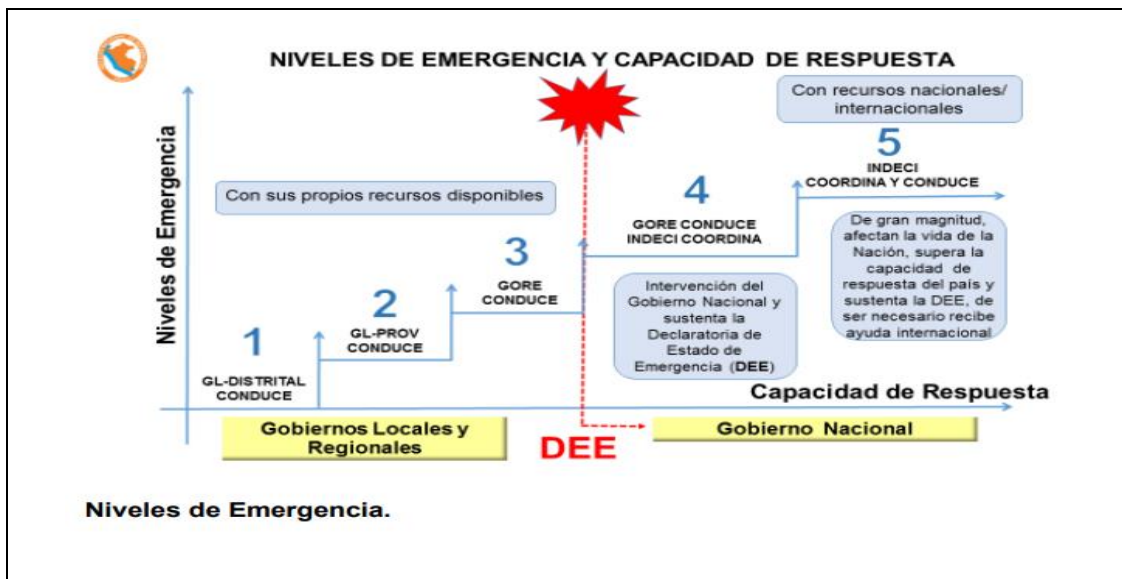 NIVELES DE EMERGENCIA Y CAPACIDAD DE RESPUESTA
Niveles de Emergencia
Con sus propios recursos disponibles
Con recursos nacionales/
internacionales
1
GL-DISTRITAL
CONDUCE
2
GL-PROV
CONDUCE
3
GORE
CONDUCE
4
GORE CONDUCE
INDECI COORDINA
5
INDECI
COORDINA Y CONDUCE
Intervención del
Gobierno Nacional y
sustenta la
Declaratoria de
Estado de
Emergencia (DEE)
De gran magnitud,
afectan la vida de la
Nación, supera la
capacidad de
respuesta del país y
sustenta la DEE, de
ser necesario recibe
ayuda internacional
Capacidad de Respuesta
Gobiernos Locales y
Regionales
DEE
Gobierno Nacional
Niveles de Emergencia.